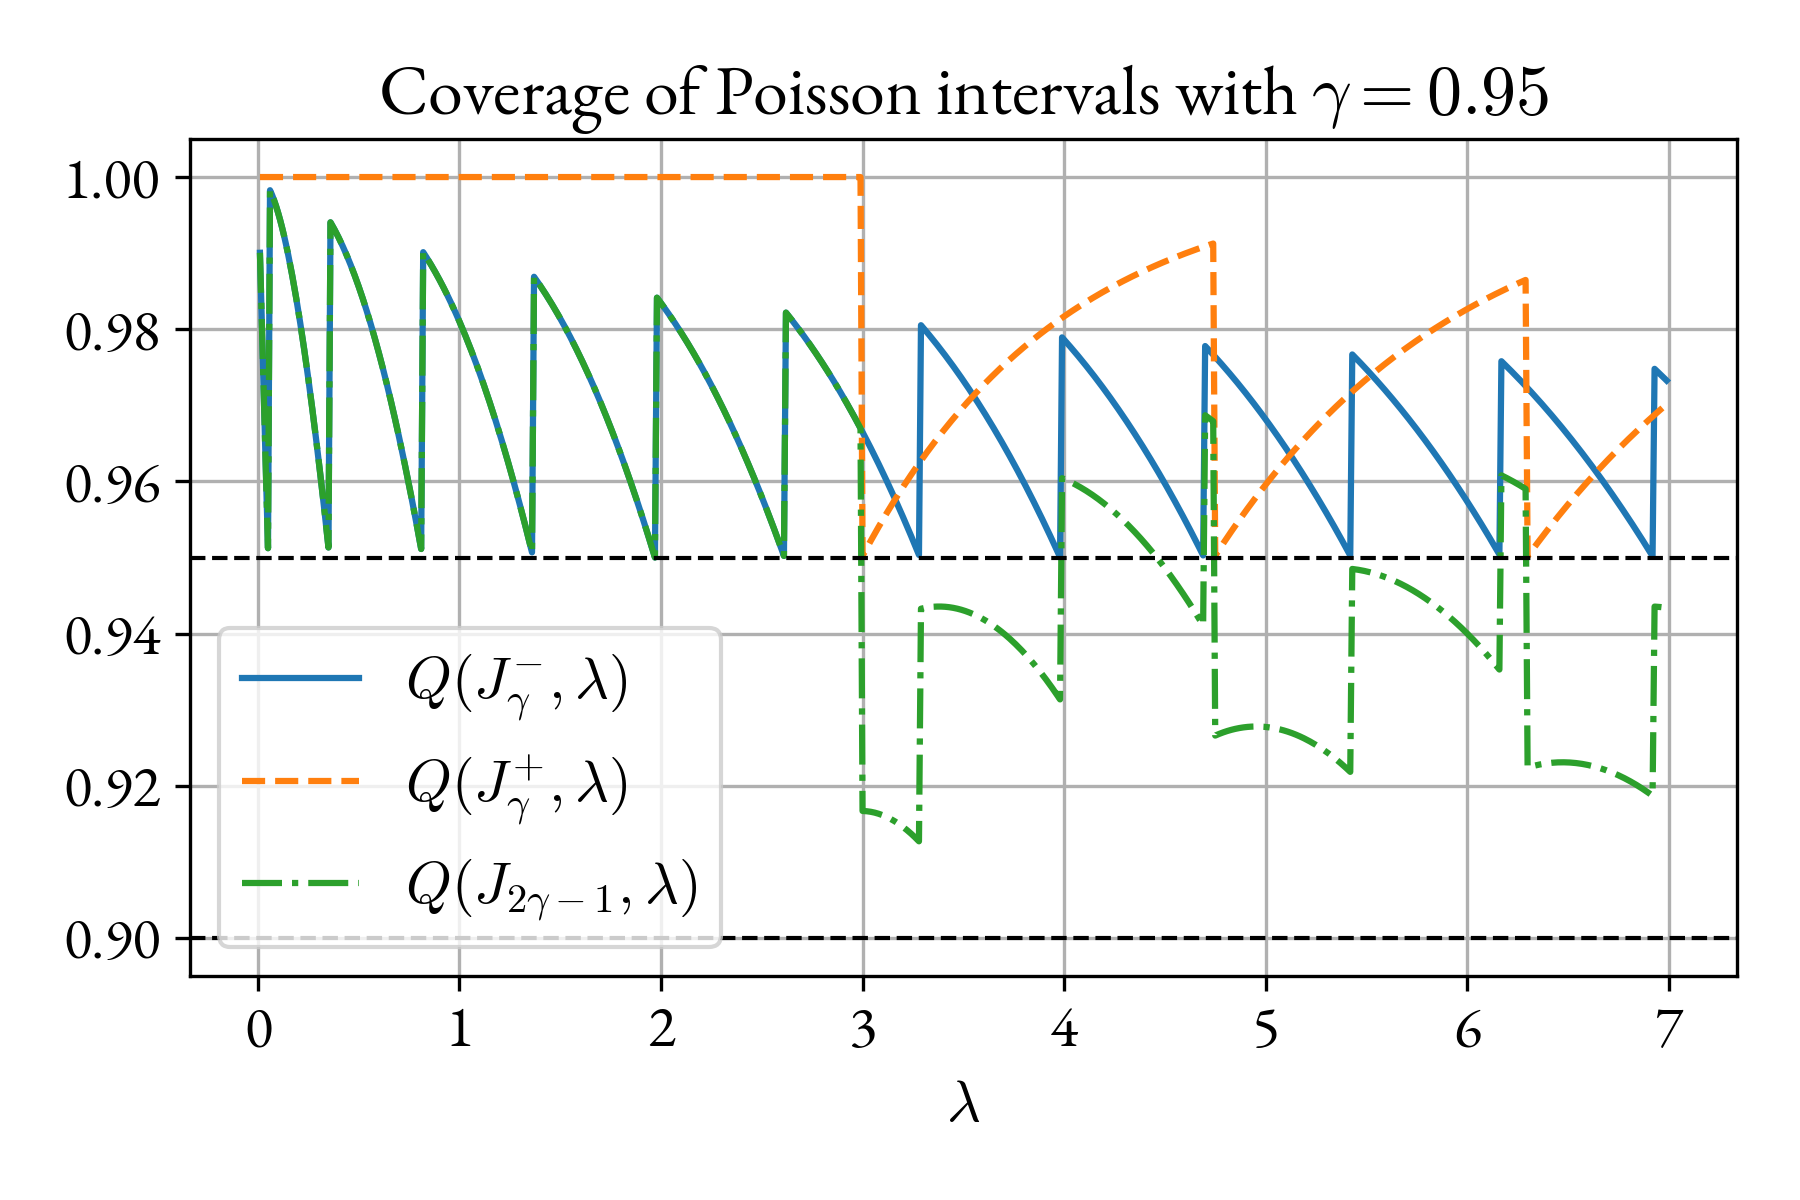 Coverage of Poisson intervals with γ = 0.95
1.00
0.98
0.96
0.94
0.92
0.90
Q(J_γ^−, λ)
Q(J_γ^+, λ)
Q(J_{2γ−1}, λ)
0 1 2 3 4 5 6 7
λ